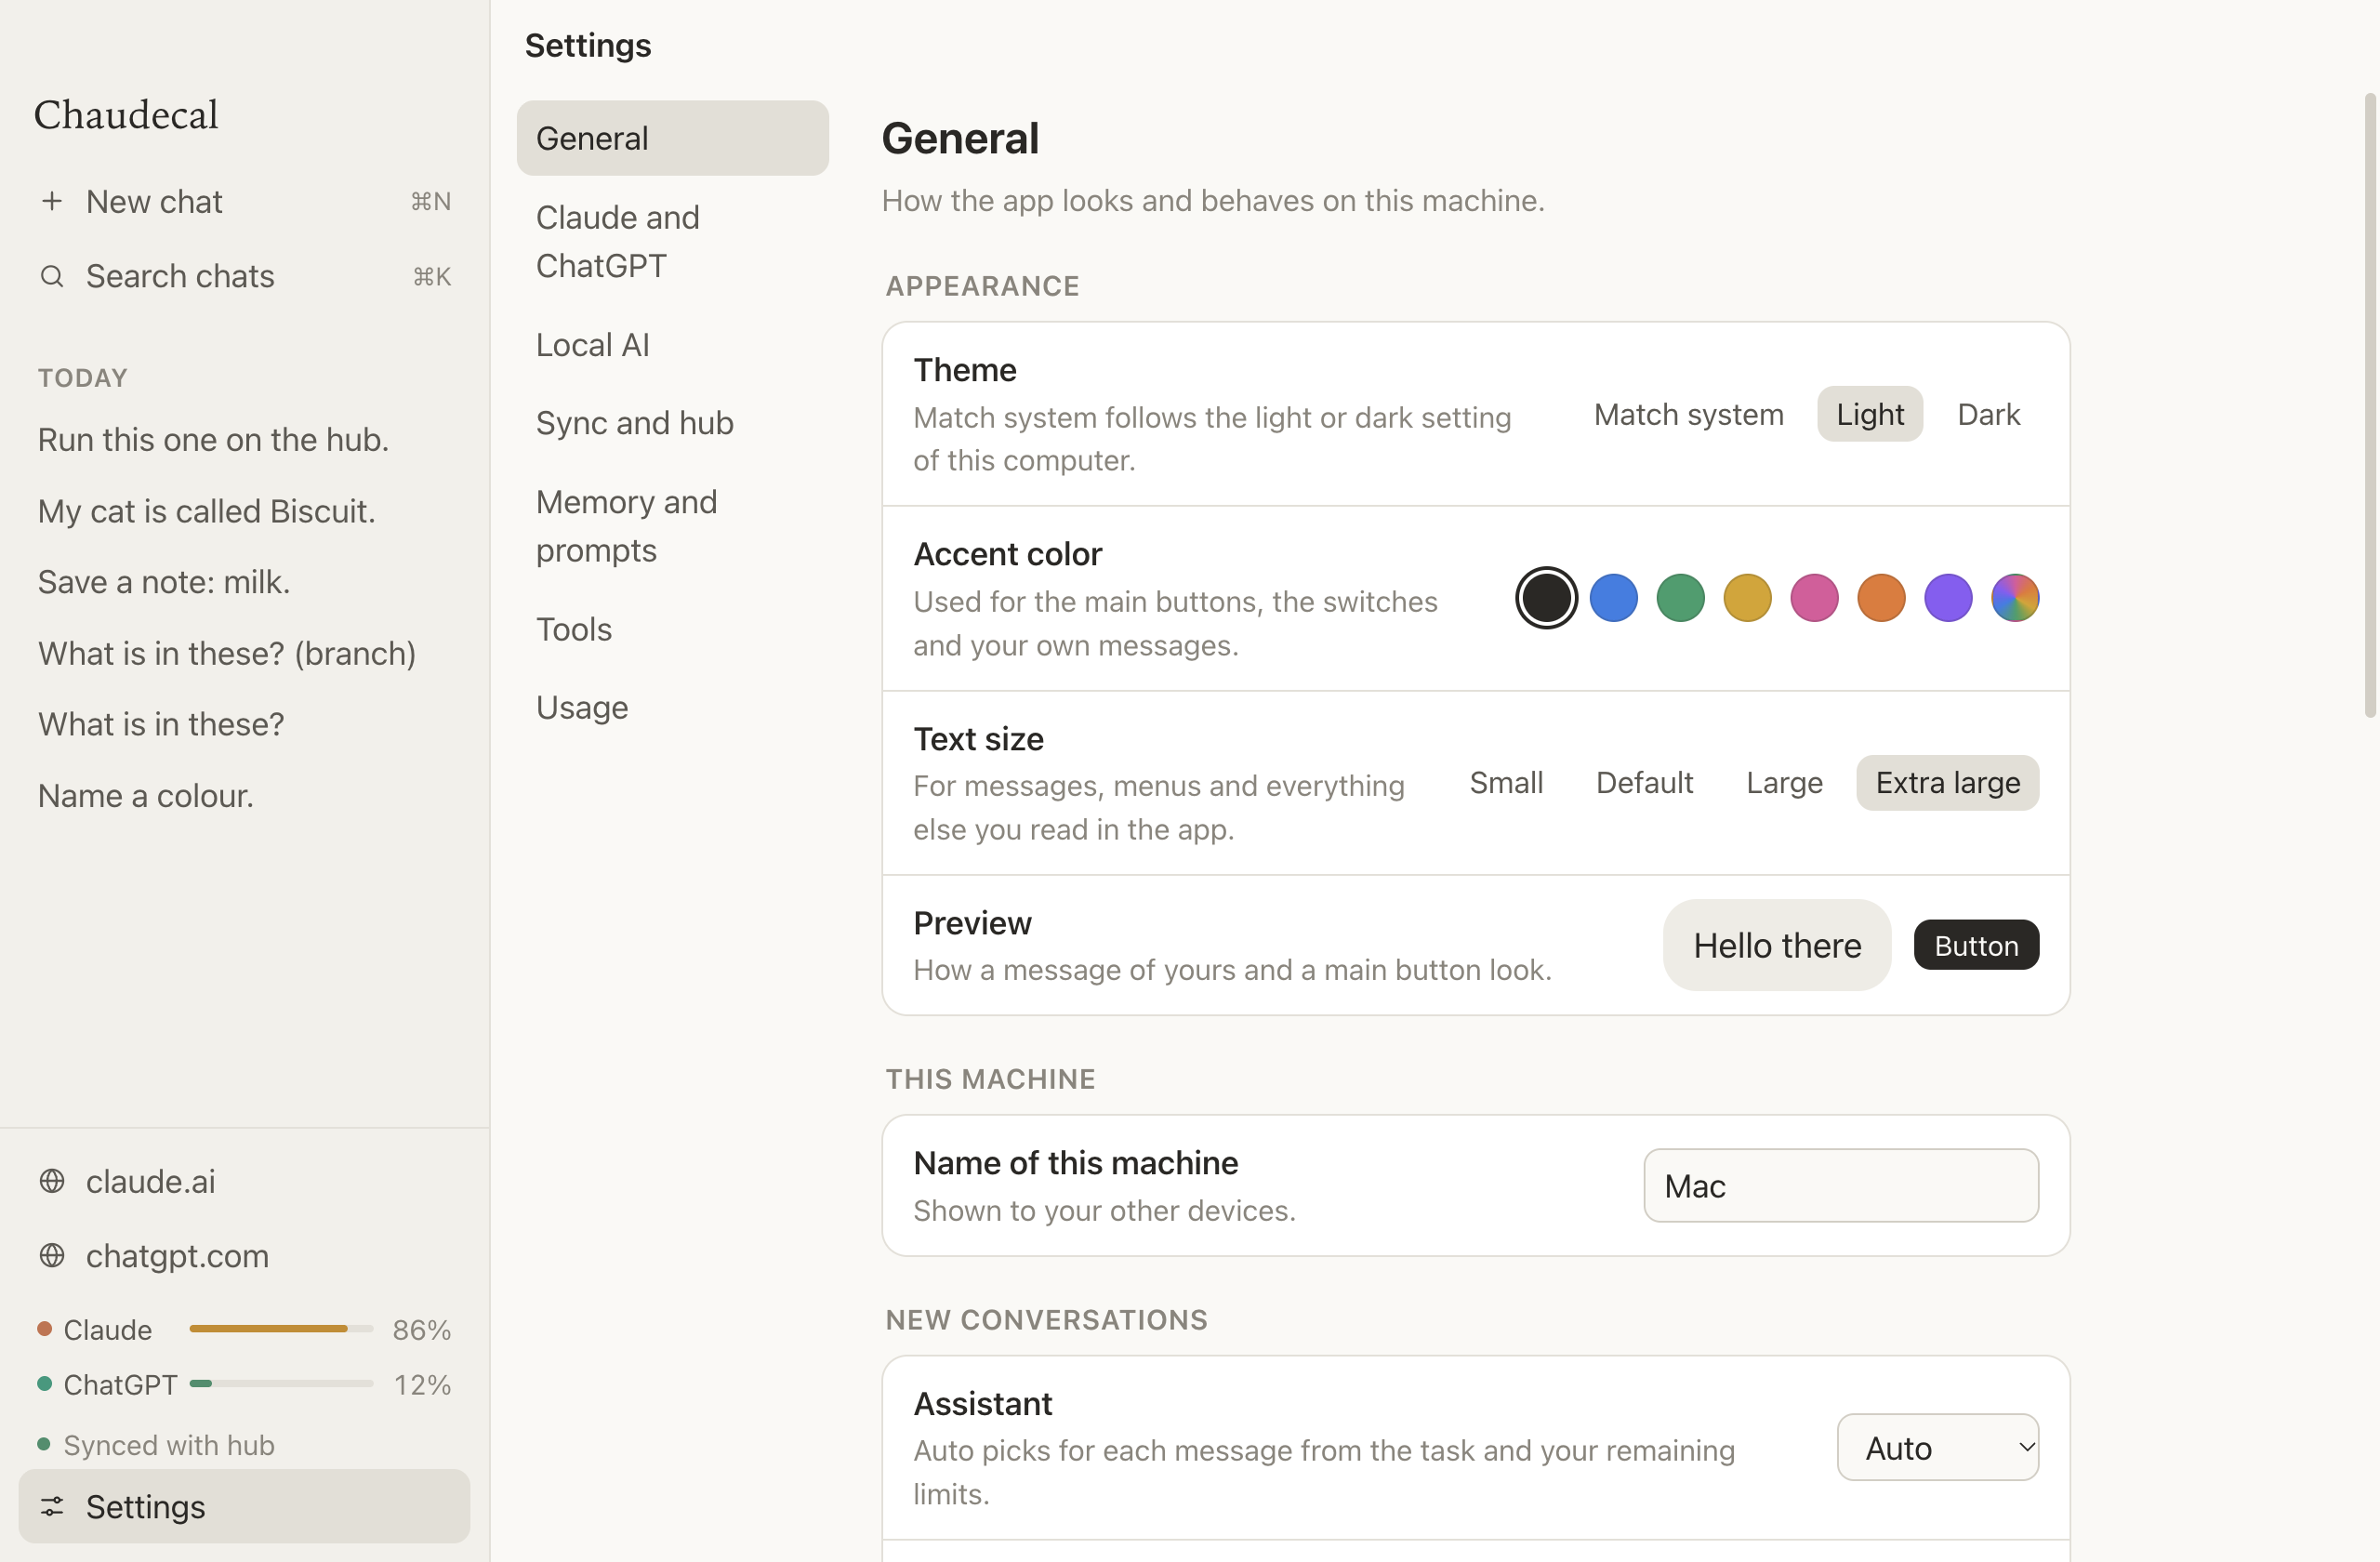 Chaudecal
New chat ⌘N
Search chats ⌘K
TODAY
Run this one on the hub.
My cat is called Biscuit.
Save a note: milk.
What is in these? (branch)
What is in these?
Name a colour.
claude.ai
chatgpt.com
Claude 86%
ChatGPT 12%
Synced with hub
Settings
Settings
General
Claude and
ChatGPT
Local AI
Sync and hub
Memory and
prompts
Tools
Usage
General
How the app looks and behaves on this machine.
APPEARANCE
Theme
Match system follows the light or dark setting
of this computer.
Match system Light Dark
Accent color
Used for the main buttons, the switches
and your own messages.
Text size
For messages, menus and everything
else you read in the app.
Small Default Large Extra large
Preview
How a message of yours and a main button look.
Hello there Button
THIS MACHINE
Name of this machine
Shown to your other devices.
Mac
NEW CONVERSATIONS
Assistant
Auto picks for each message from the task and your remaining
limits.
Auto